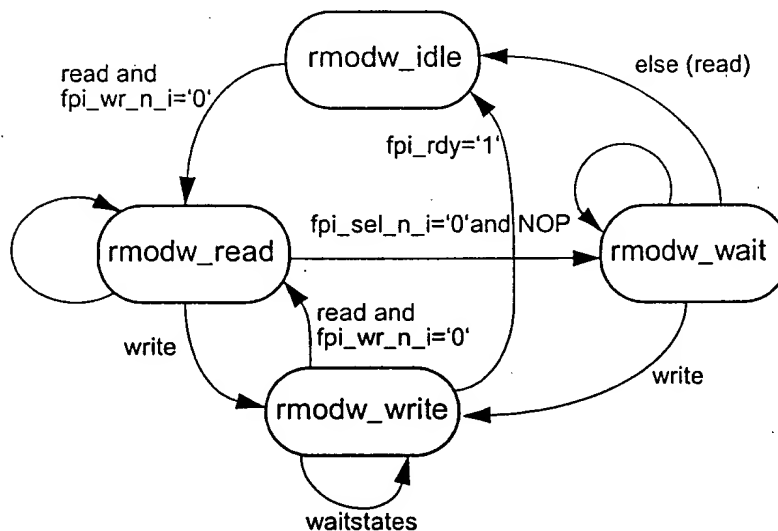 rmodw_idle
read and
fpi_wr_n_i=‘0‘
else (read)
fpi_rdy=‘1‘
fpi_sel_n_i=‘0‘and NOP
rmodw_read
rmodw_wait
read and
fpi_wr_n_i=‘0‘
write
write
rmodw_write
waitstates